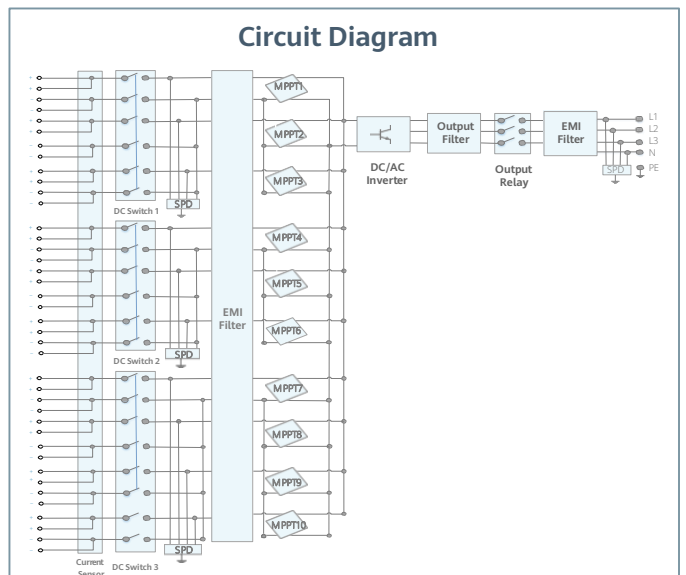 Circuit Diagram
MPPT1
MPPT2
MPPT3
SPD
DC Switch 1
MPPT4
MPPT5
MPPT6
SPD
DC Switch 2
EMI
Filter
MPPT7
MPPT8
MPPT9
MPPT10
SPD
Current
Sensor
DC Switch 3
DC/AC
Inverter
Output
Filter
Output
Relay
EMI
Filter
L1
L2
L3
N
SPD
PE